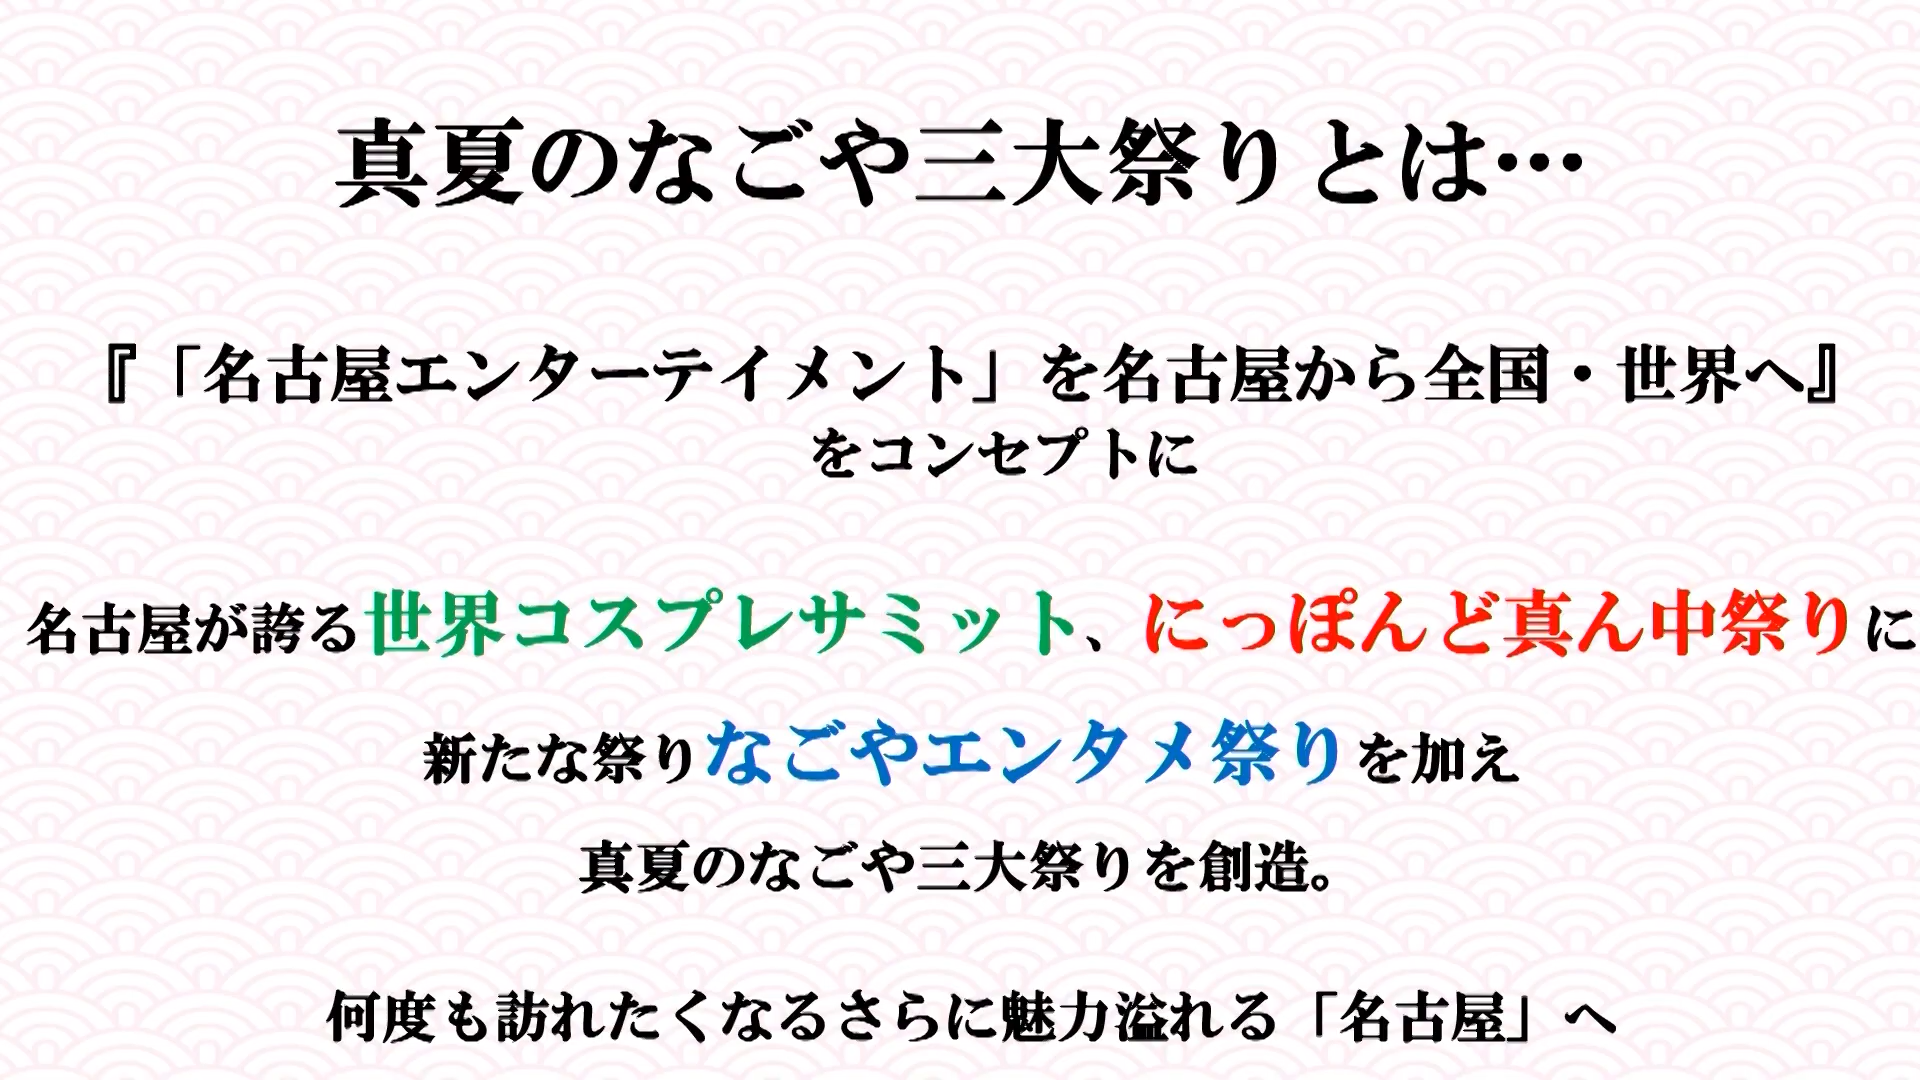 真夏のなごや三大祭りとは…
『「名古屋エンターテイメント」を名古屋から全国・世界へ』
をコンセプトに
名古屋が誇る世界コスプレサミット、にっぽんど真ん中祭りに
新たな祭りなごやエンタメ祭りを加え
真夏のなごや三大祭りを創造。
何度も訪れたくなるさらに魅力溢れる「名古屋」へ